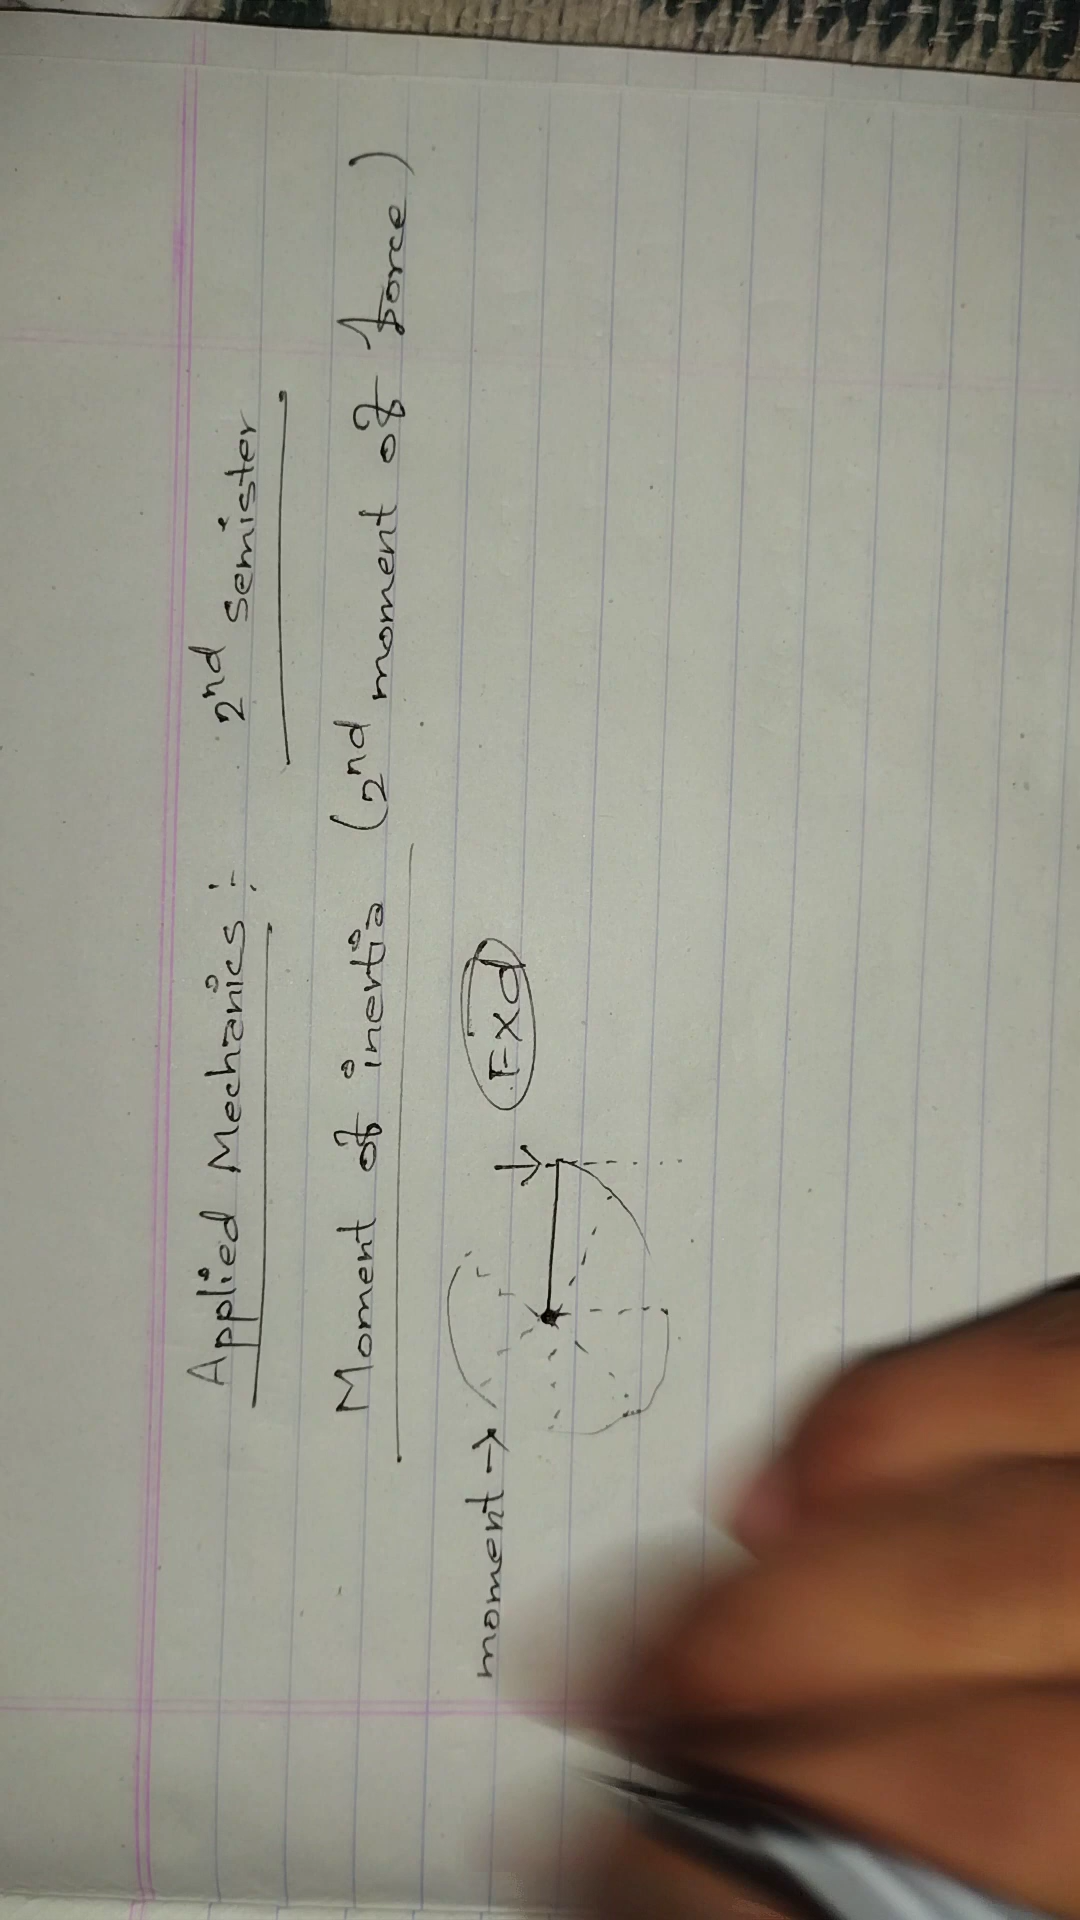 Applied Mechanics :- 2nd semister
Moment of inertia (2nd moment of force)
moment → F×d